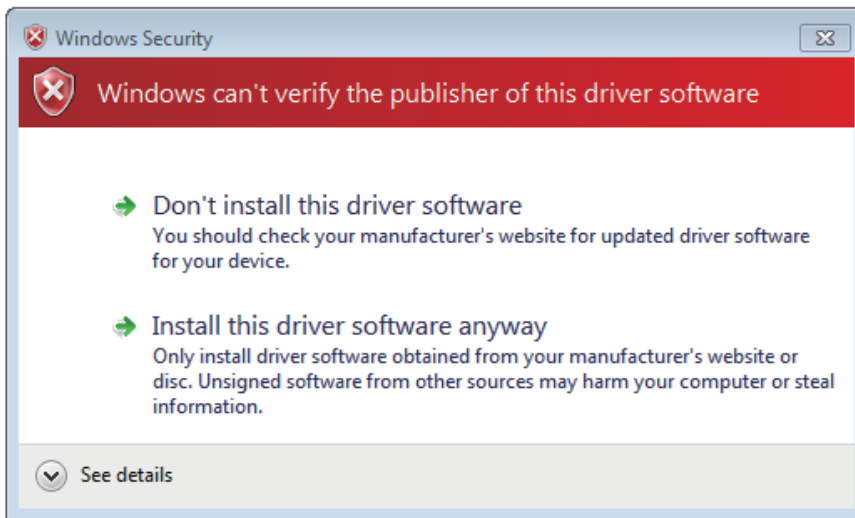 Windows Security
Windows can't verify the publisher of this driver software
Don't install this driver software
You should check your manufacturer's website for updated driver software
for your device.
Install this driver software anyway
Only install driver software obtained from your manufacturer's website or
disc. Unsigned software from other sources may harm your computer or steal
information.
See details